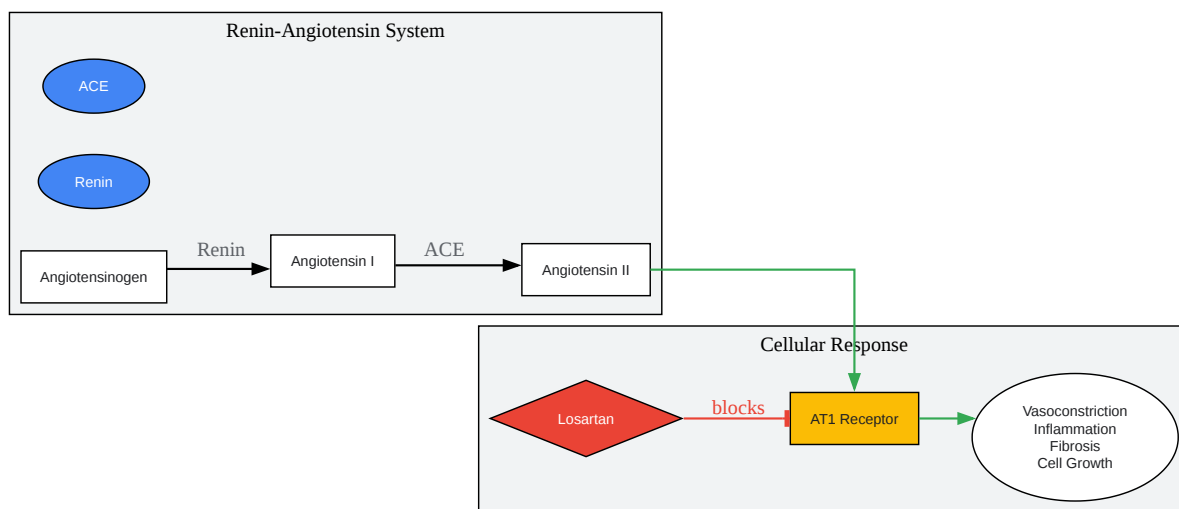 Renin-Angiotensin System
ACE
Renin
Renin
ACE
Angiotensinogen
Angiotensin I
Angiotensin II
Cellular Response
Losartan
blocks
AT1 Receptor
Vasoconstriction
Inflammation
Fibrosis
Cell Growth